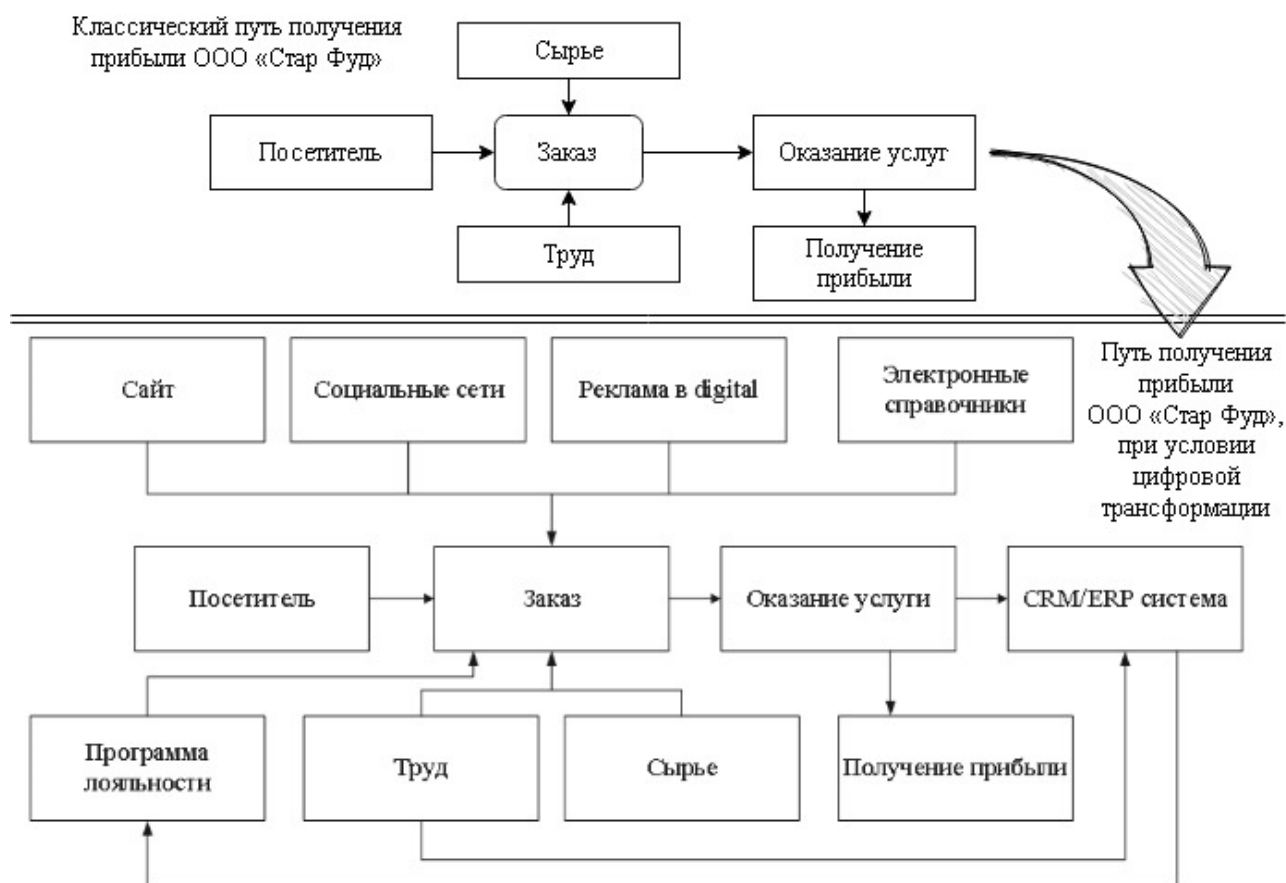 Классический путь получения
прибыли ООО «Стар Фуд»
Сырье
Посетитель
Заказ
Оказание услуг
Труд
Получение
прибыли
Путь получения
прибыли
ООО «Стар Фуд»,
при условии
цифровой
трансформации
Сайт
Социальные сети
Реклама в digital
Электронные
справочники
Посетитель
Заказ
Оказание услуги
CRM/ERP система
Программа
лояльности
Труд
Сырье
Получение прибыли